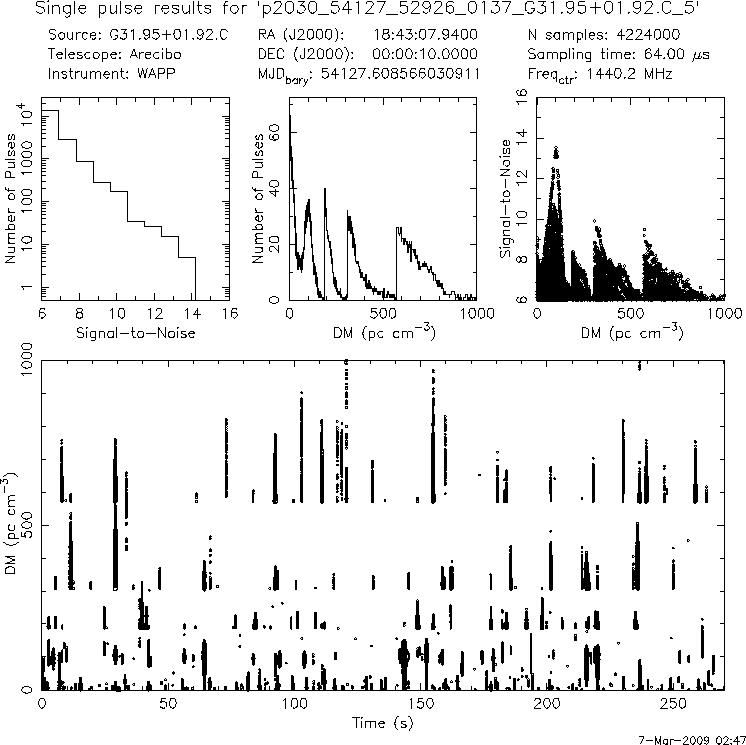 Single pulse results for 'p2030_54127_52926_0137_G31.95+01.92.C_5'
Source: G31.95+01.92.C RA (J2000): 18:43:07.9400 N samples: 4224000
Telescope: Arecibo DEC (J2000): 00:00:10.0000 Sampling time: 64.00 μs
Instrument: WAPP MJD_bary: 54127.608566030911 Freq_ctr: 1440.2 MHz
Number of Pulses
1 10 100 1000 10^4
6 8 10 12 14 16
Signal-to-Noise
Number of Pulses
0 20 40 60
0 500 1000
DM (pc cm^-3)
Signal-to-Noise
6 8 10 12 14 16
0 500 1000
DM (pc cm^-3)
DM (pc cm^-3)
0 500 1000
0 50 100 150 200 250
Time (s)
7-Mar-2009 02:47